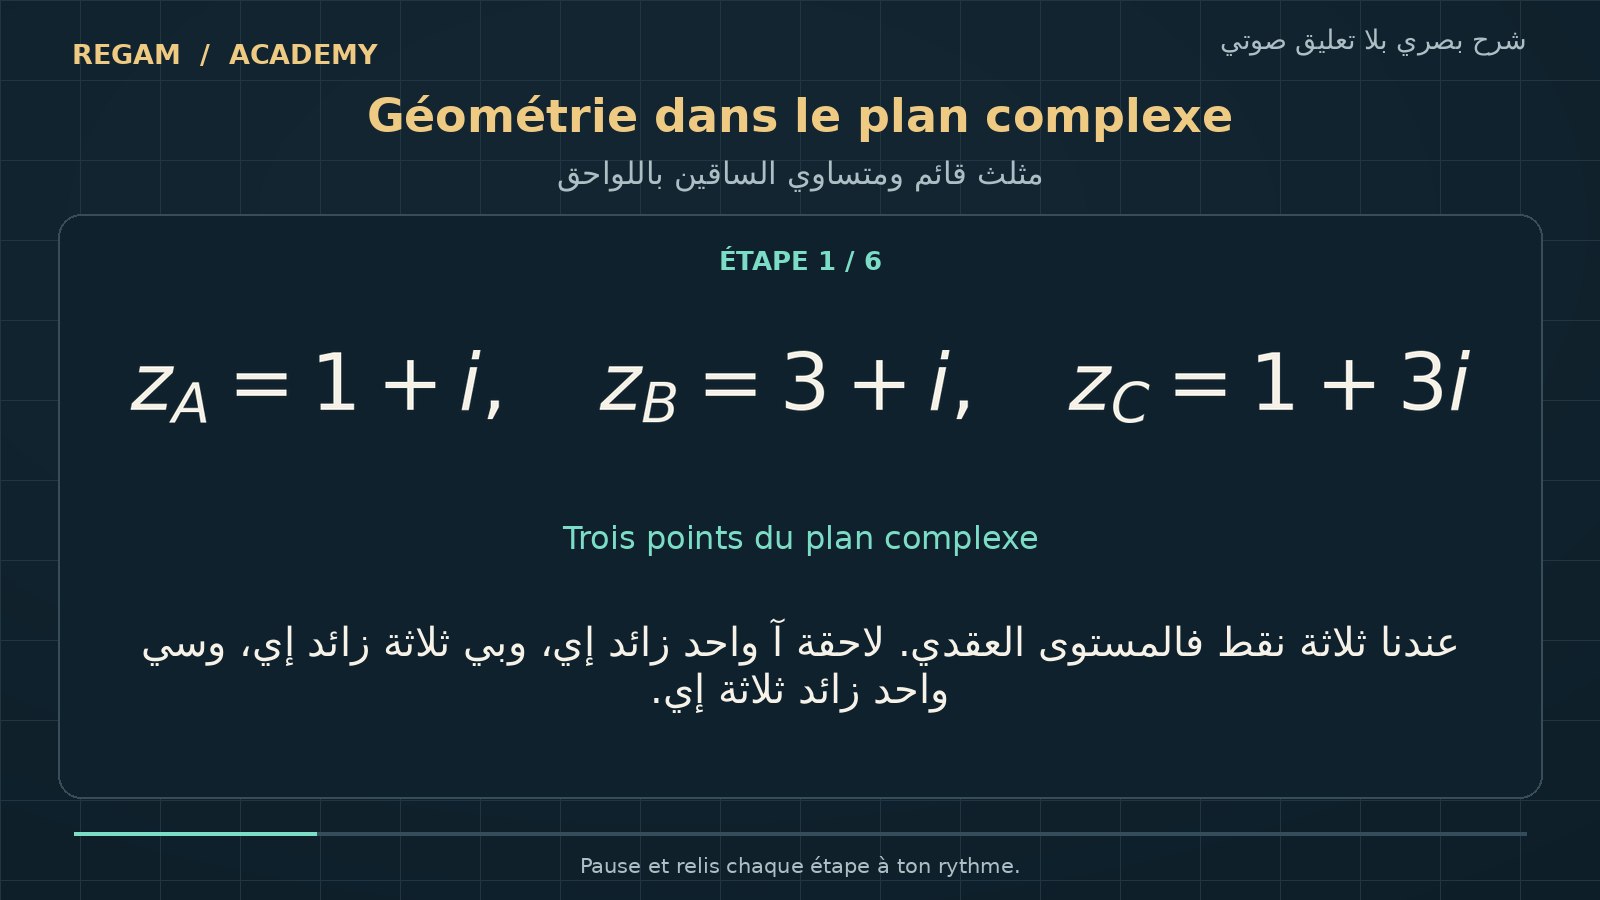 REGAM / ACADEMY
شرح بصري بلا تعليق صوتي
Géométrie dans le plan complexe
مثلث قائم ومتساوي الساقين باللواحق
ÉTAPE 1 / 6
z_A = 1 + i, z_B = 3 + i, z_C = 1 + 3i
Trois points du plan complexe
عندنا ثلاثة نقط فالمستوى العقدي. لاحقة آ واحد زائد إي، وبي ثلاثة زائد إي، وسي
واحد زائد ثلاثة إي.
Pause et relis chaque étape à ton rythme.